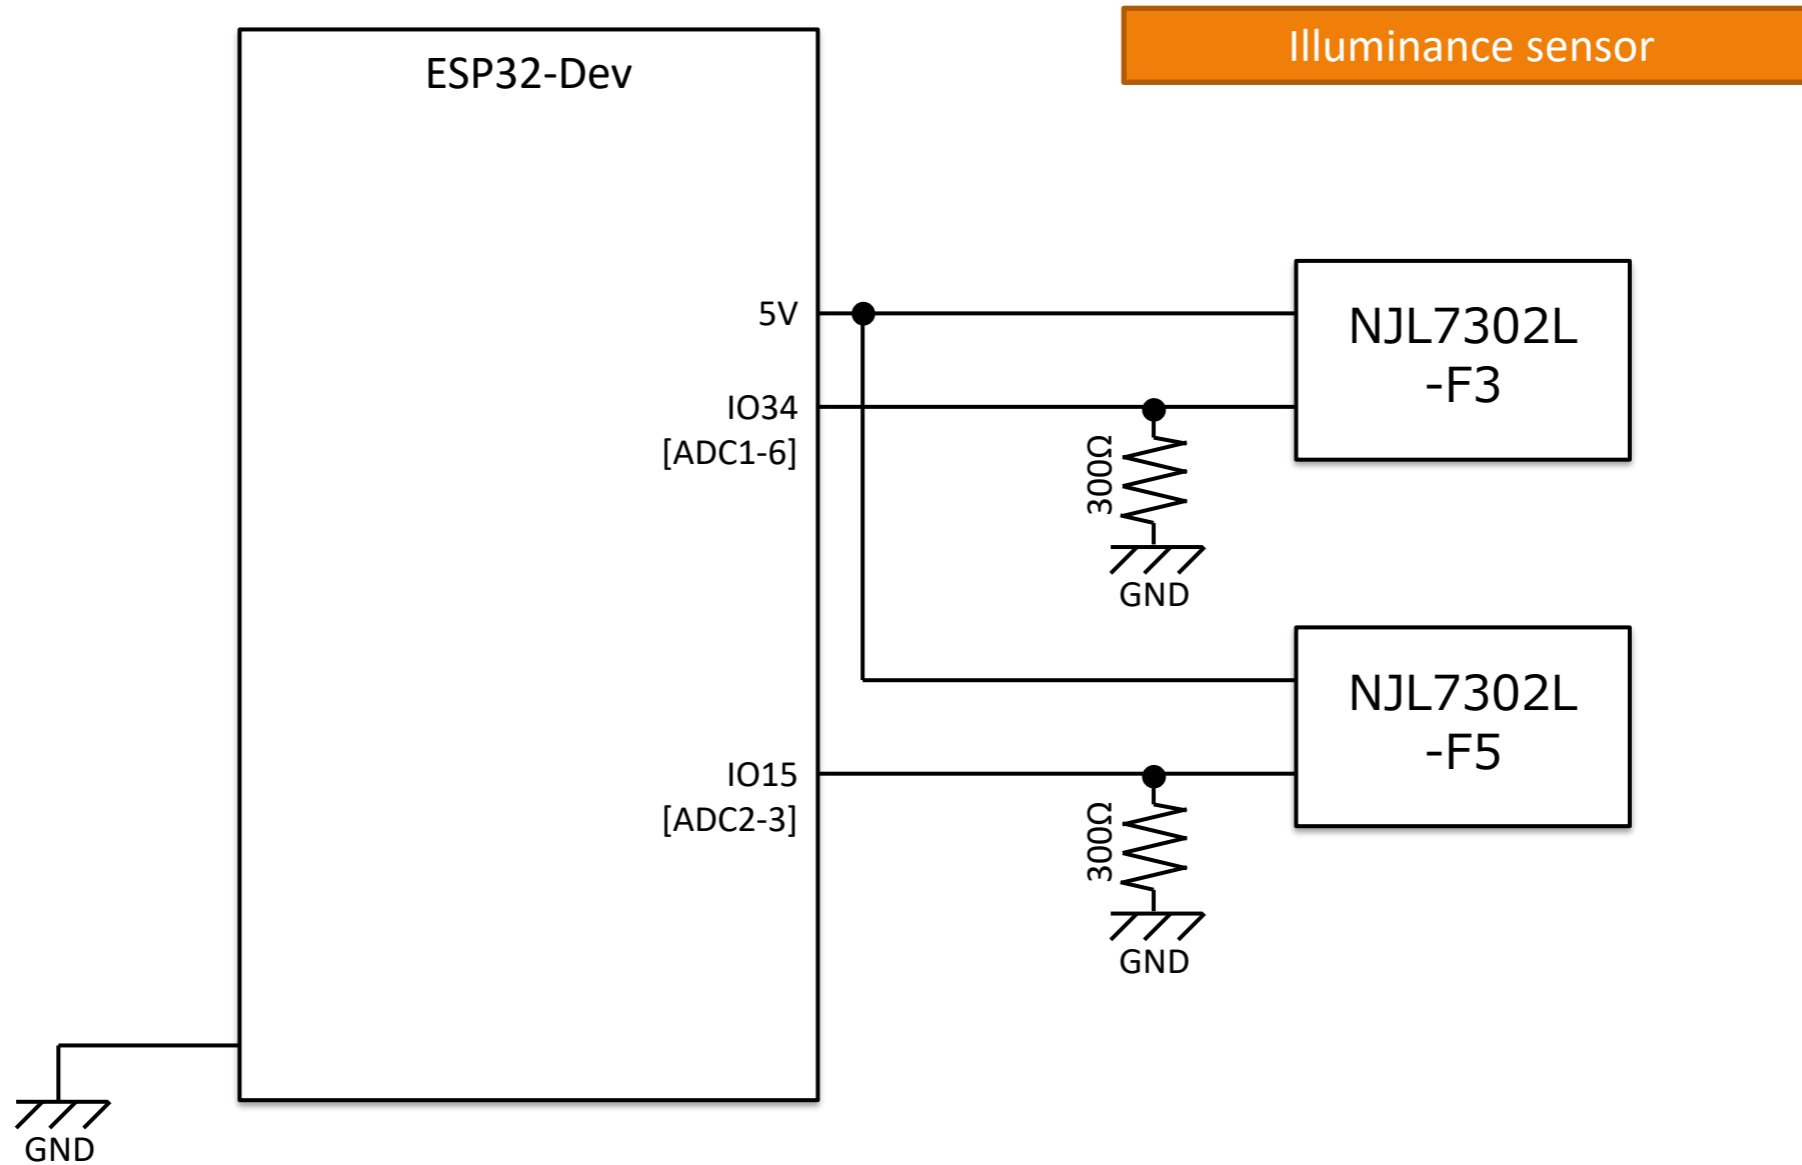 Illuminance sensor
ESP32-Dev
5V
IO34
[ADC1-6]
300Ω
GND
NJL7302L
-F3
IO15
[ADC2-3]
300Ω
GND
NJL7302L
-F5
GND